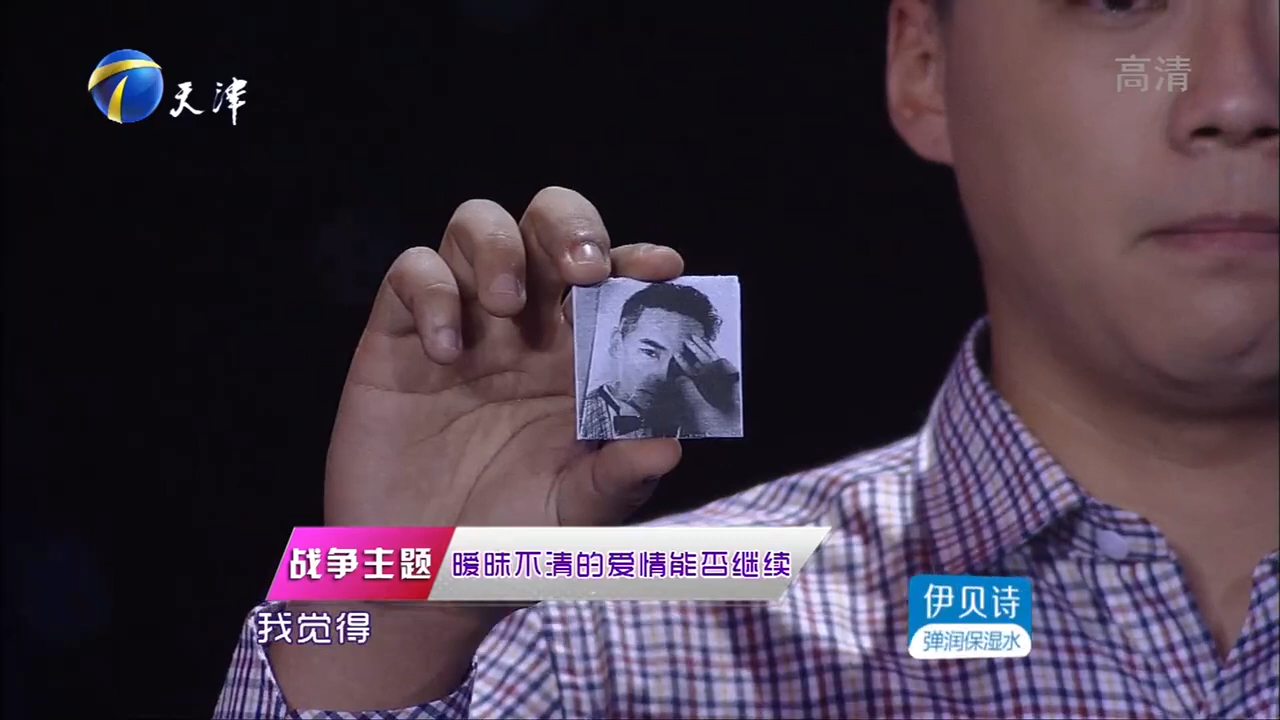 天津
高清
战争主题 暧昧不清的爱情能否继续
我觉得
伊贝诗
弹润保湿水